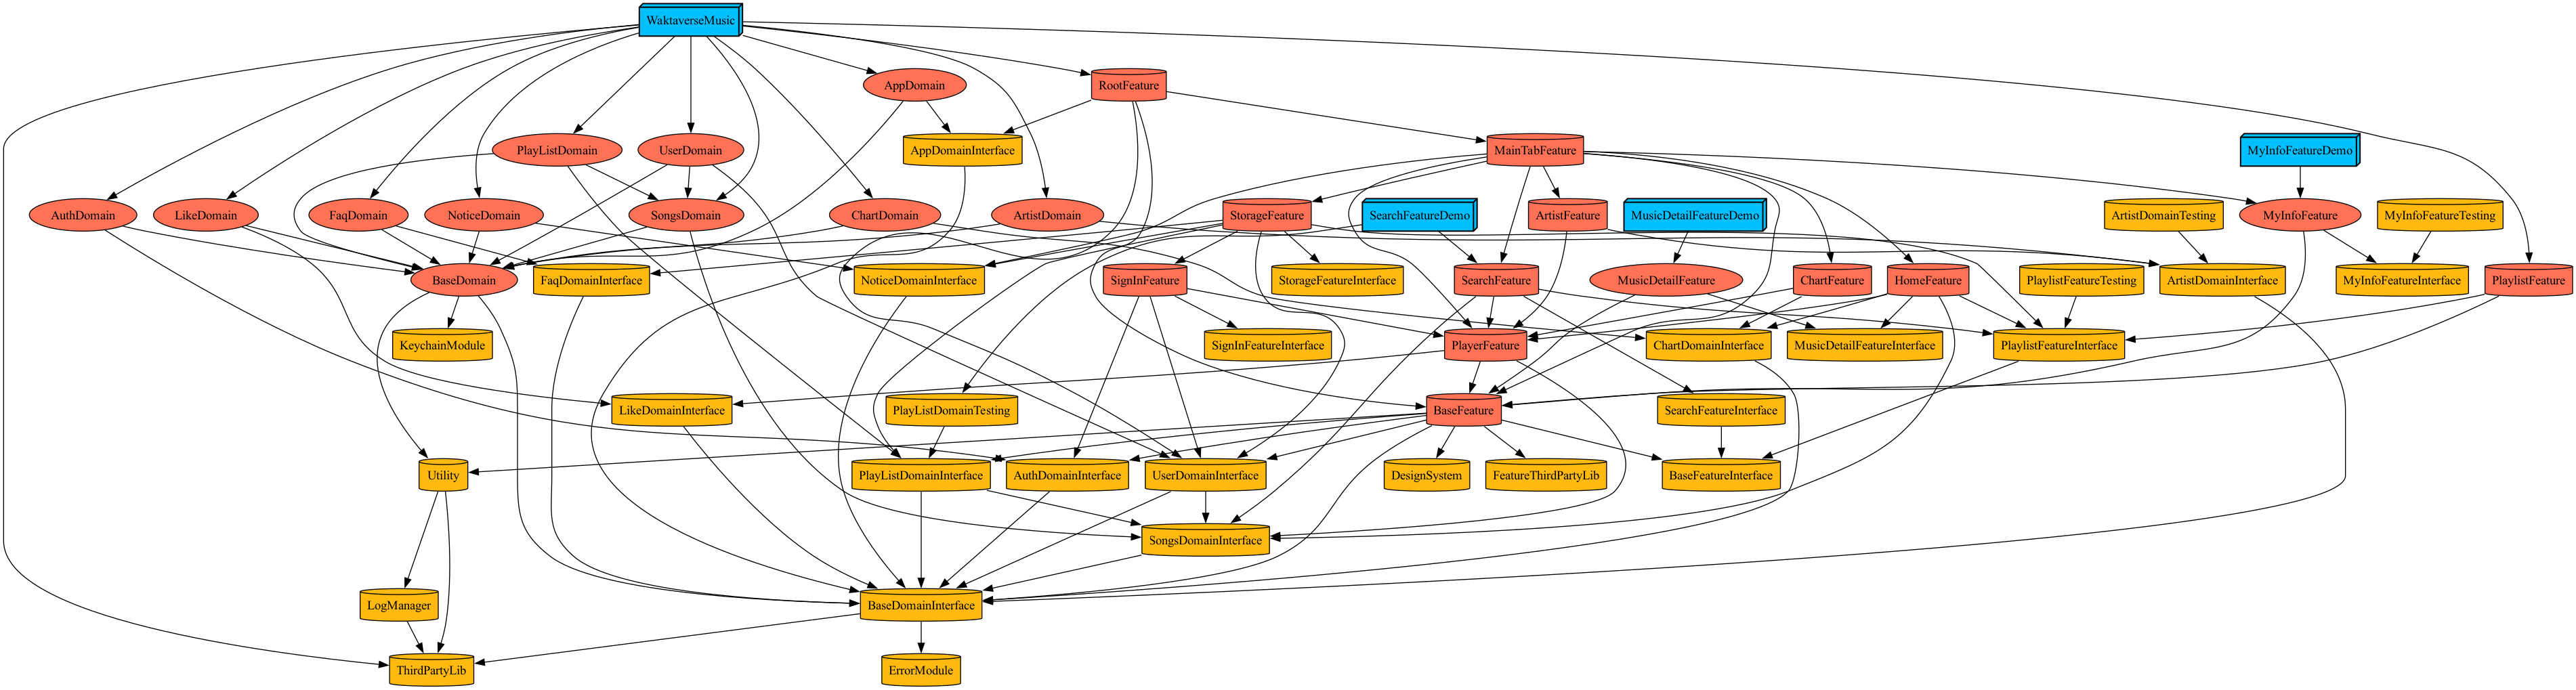 WaktaverseMusic
AppDomain
RootFeature
PlayListDomain
UserDomain
AppDomainInterface
MainTabFeature
MyInfoFeatureDemo
AuthDomain
LikeDomain
FaqDomain
NoticeDomain
SongsDomain
ChartDomain
ArtistDomain
StorageFeature
SearchFeatureDemo
ArtistFeature
MusicDetailFeatureDemo
ArtistDomainTesting
MyInfoFeature
MyInfoFeatureTesting
BaseDomain
FaqDomainInterface
NoticeDomainInterface
SignInFeature
StorageFeatureInterface
SearchFeature
MusicDetailFeature
ChartFeature
HomeFeature
PlaylistFeatureTesting
ArtistDomainInterface
MyInfoFeatureInterface
PlaylistFeature
KeychainModule
SignInFeatureInterface
PlayerFeature
ChartDomainInterface
MusicDetailFeatureInterface
PlaylistFeatureInterface
LikeDomainInterface
PlayListDomainTesting
BaseFeature
SearchFeatureInterface
Utility
PlayListDomainInterface
AuthDomainInterface
UserDomainInterface
DesignSystem
FeatureThirdPartyLib
BaseFeatureInterface
SongsDomainInterface
LogManager
BaseDomainInterface
ThirdPartyLib
ErrorModule